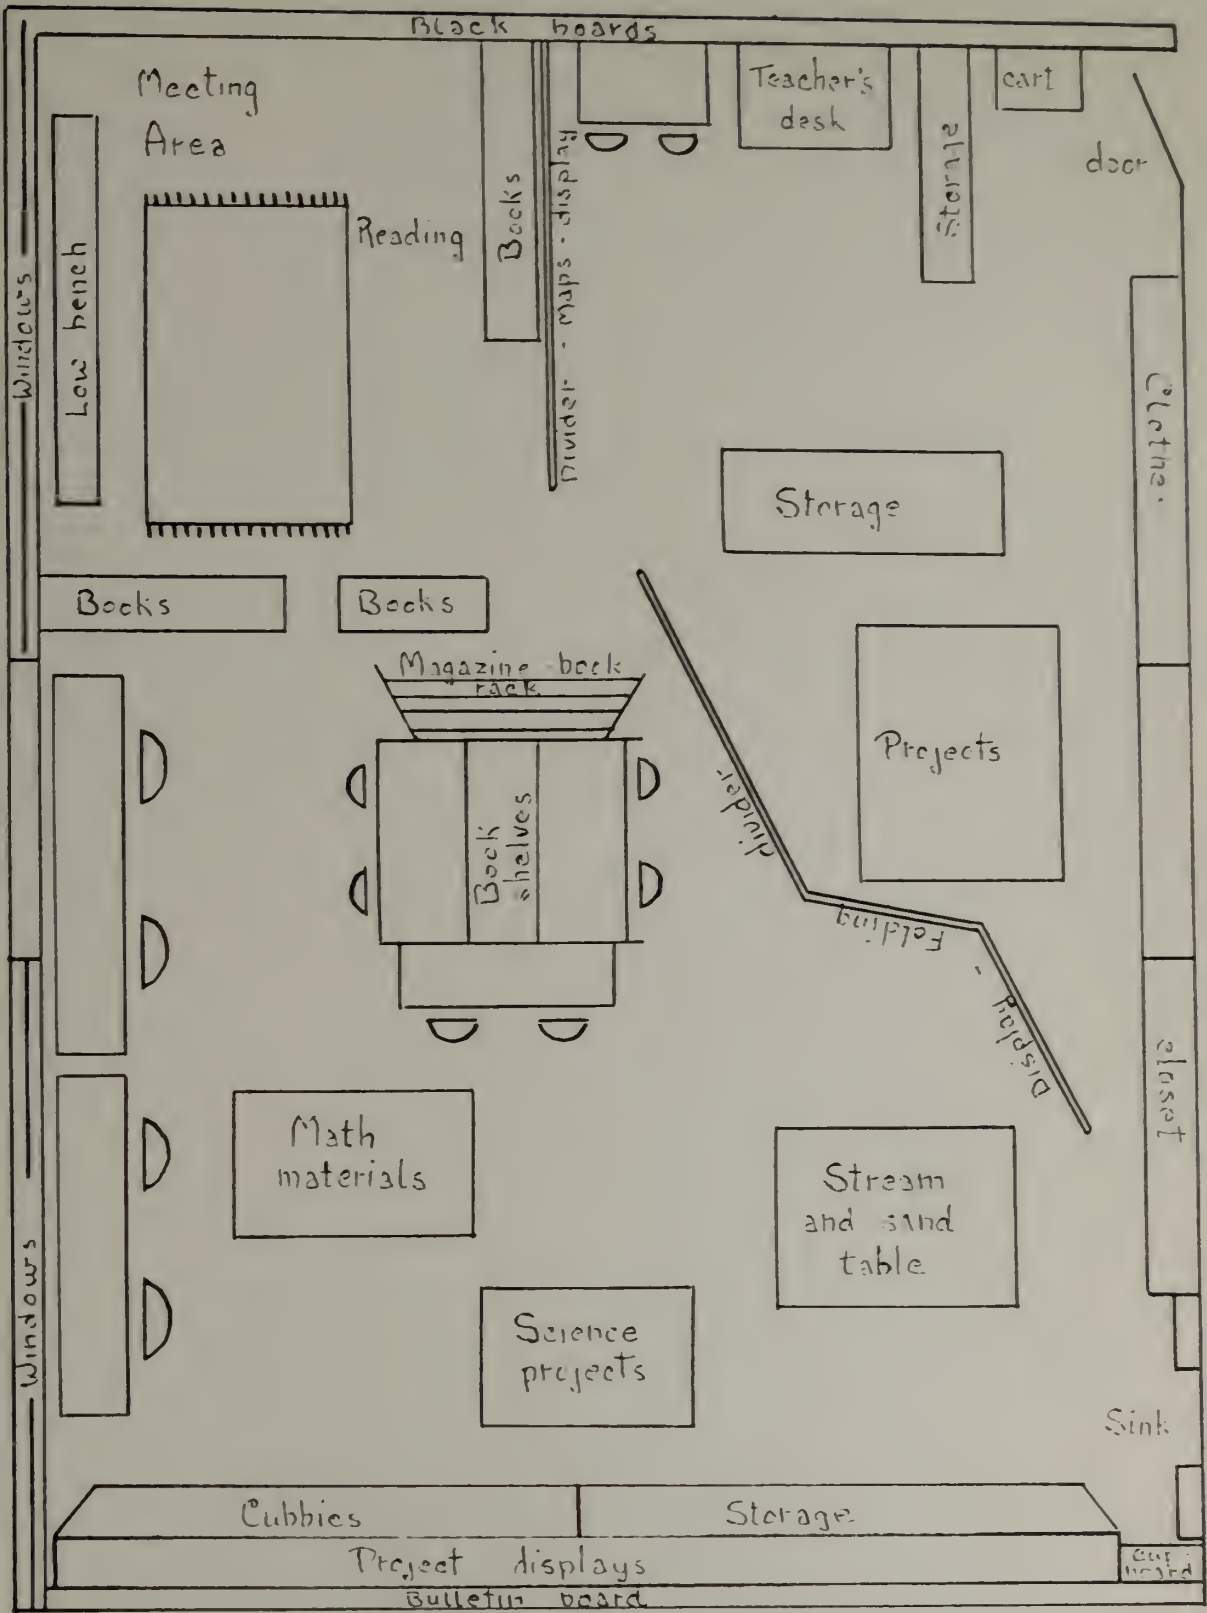 Black boards
Meeting
Area
Reading
Low bench
Windows
Books
Divider - Maps - display
Teacher's
desk
Storage
cart
door
Storage
Clothes
closet
Books
Books
Magazine book
rack
Book
shelves
Projects
divider
Folding
- Display
Math
materials
Stream
and sand
table
Science
projects
Windows
Sink
Cubbies
Storage
Project displays
Cup
board
Bulletin board